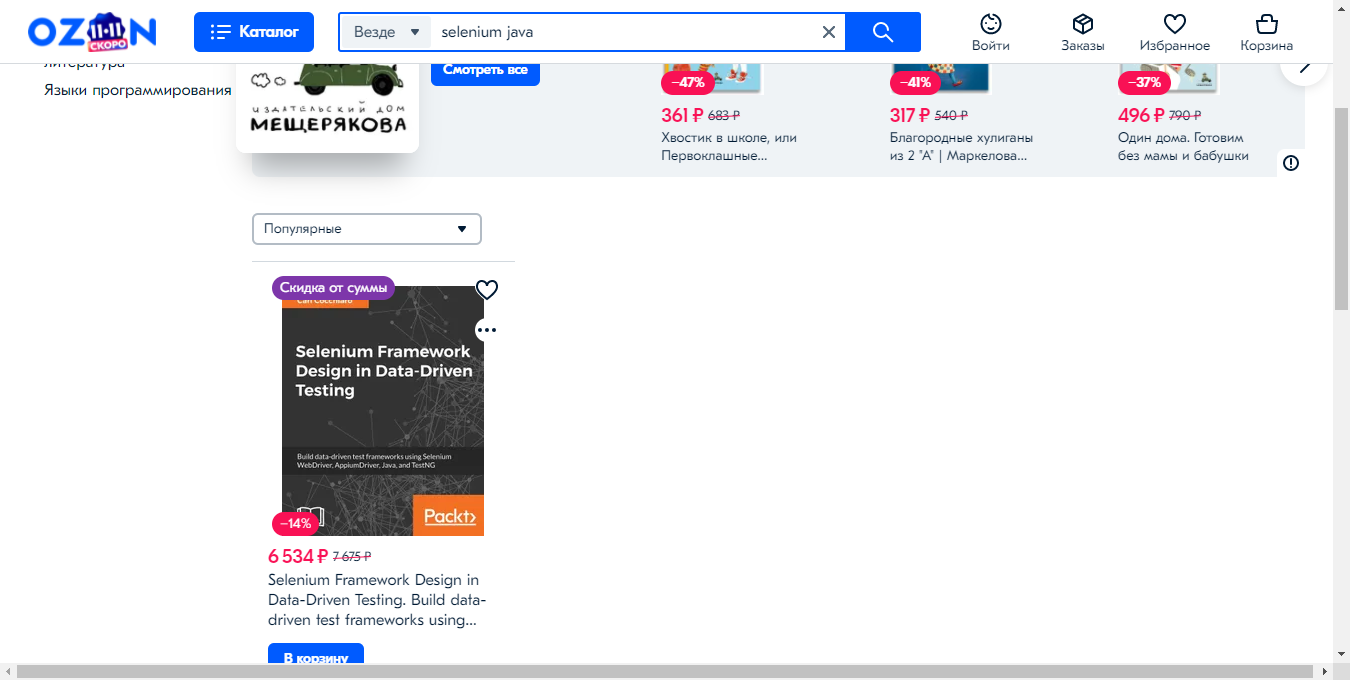 OZON
11.11
СКОРО
Каталог
Везде
selenium java
Войти
Заказы
Избранное
Корзина
литература
Языки программирования
ИЗДАТЕЛЬСКИЙ ДОМ
МЕЩЕРЯКОВА
Смотреть все
−47%
361 ₽ 683 ₽
Хвостик в школе, или
Первоклашные...
−41%
317 ₽ 540 ₽
Благородные хулиганы
из 2 "А" | Маркелова...
−37%
496 ₽ 790 ₽
Один дома. Готовим
без мамы и бабушки
Популярные
Скидка от суммы
Carl Cocchiaro
Selenium Framework
Design in Data-Driven
Testing
Build data-driven test frameworks using Selenium
WebDriver, AppiumDriver, Java, and TestNG
Packt>
−14%
6 534 ₽ 7 675 ₽
Selenium Framework Design in
Data-Driven Testing. Build data-
driven test frameworks using...
В корзину